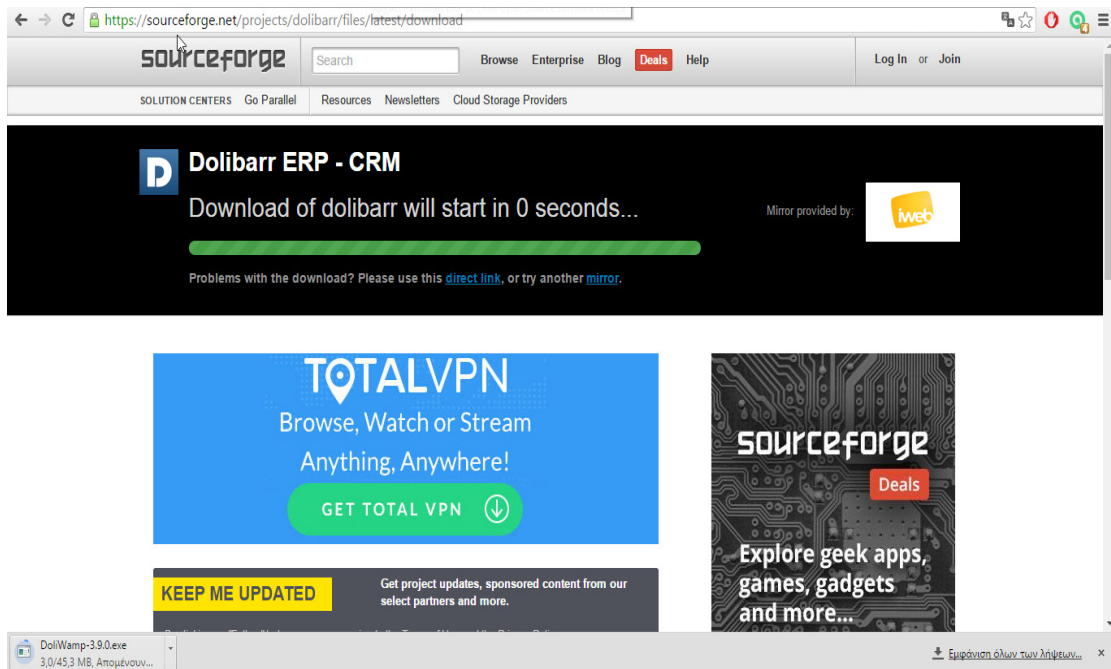 https://sourceforge.net/projects/dolibarr/files/latest/download
sourceforge
Search
Browse Enterprise Blog Deals Help
Log In or Join
SOLUTION CENTERS Go Parallel Resources Newsletters Cloud Storage Providers
D
Dolibarr ERP - CRM
Download of dolibarr will start in 0 seconds...
Mirror provided by:
iweb
Problems with the download? Please use this direct link, or try another mirror.
TOTALVPN
Browse, Watch or Stream
Anything, Anywhere!
GET TOTAL VPN
sourceforge
Deals
Explore geek apps,
games, gadgets
and more...
KEEP ME UPDATED
Get project updates, sponsored content from our
select partners and more.
DoliWamp-3.9.0.exe
3,0/45,3 MB, Απομένουν...
Εμφάνιση όλων των λήψεων...